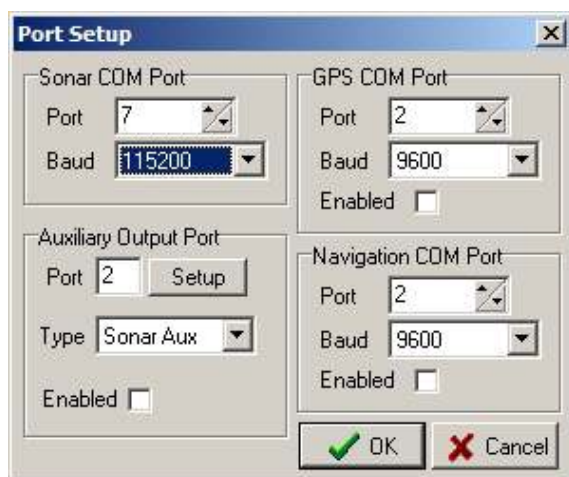 Port Setup
Sonar COM Port
Port 7
Baud 115200
GPS COM Port
Port 2
Baud 9600
Enabled
Auxiliary Output Port
Port 2 Setup
Type Sonar Aux
Enabled
Navigation COM Port
Port 2
Baud 9600
Enabled
OK Cancel